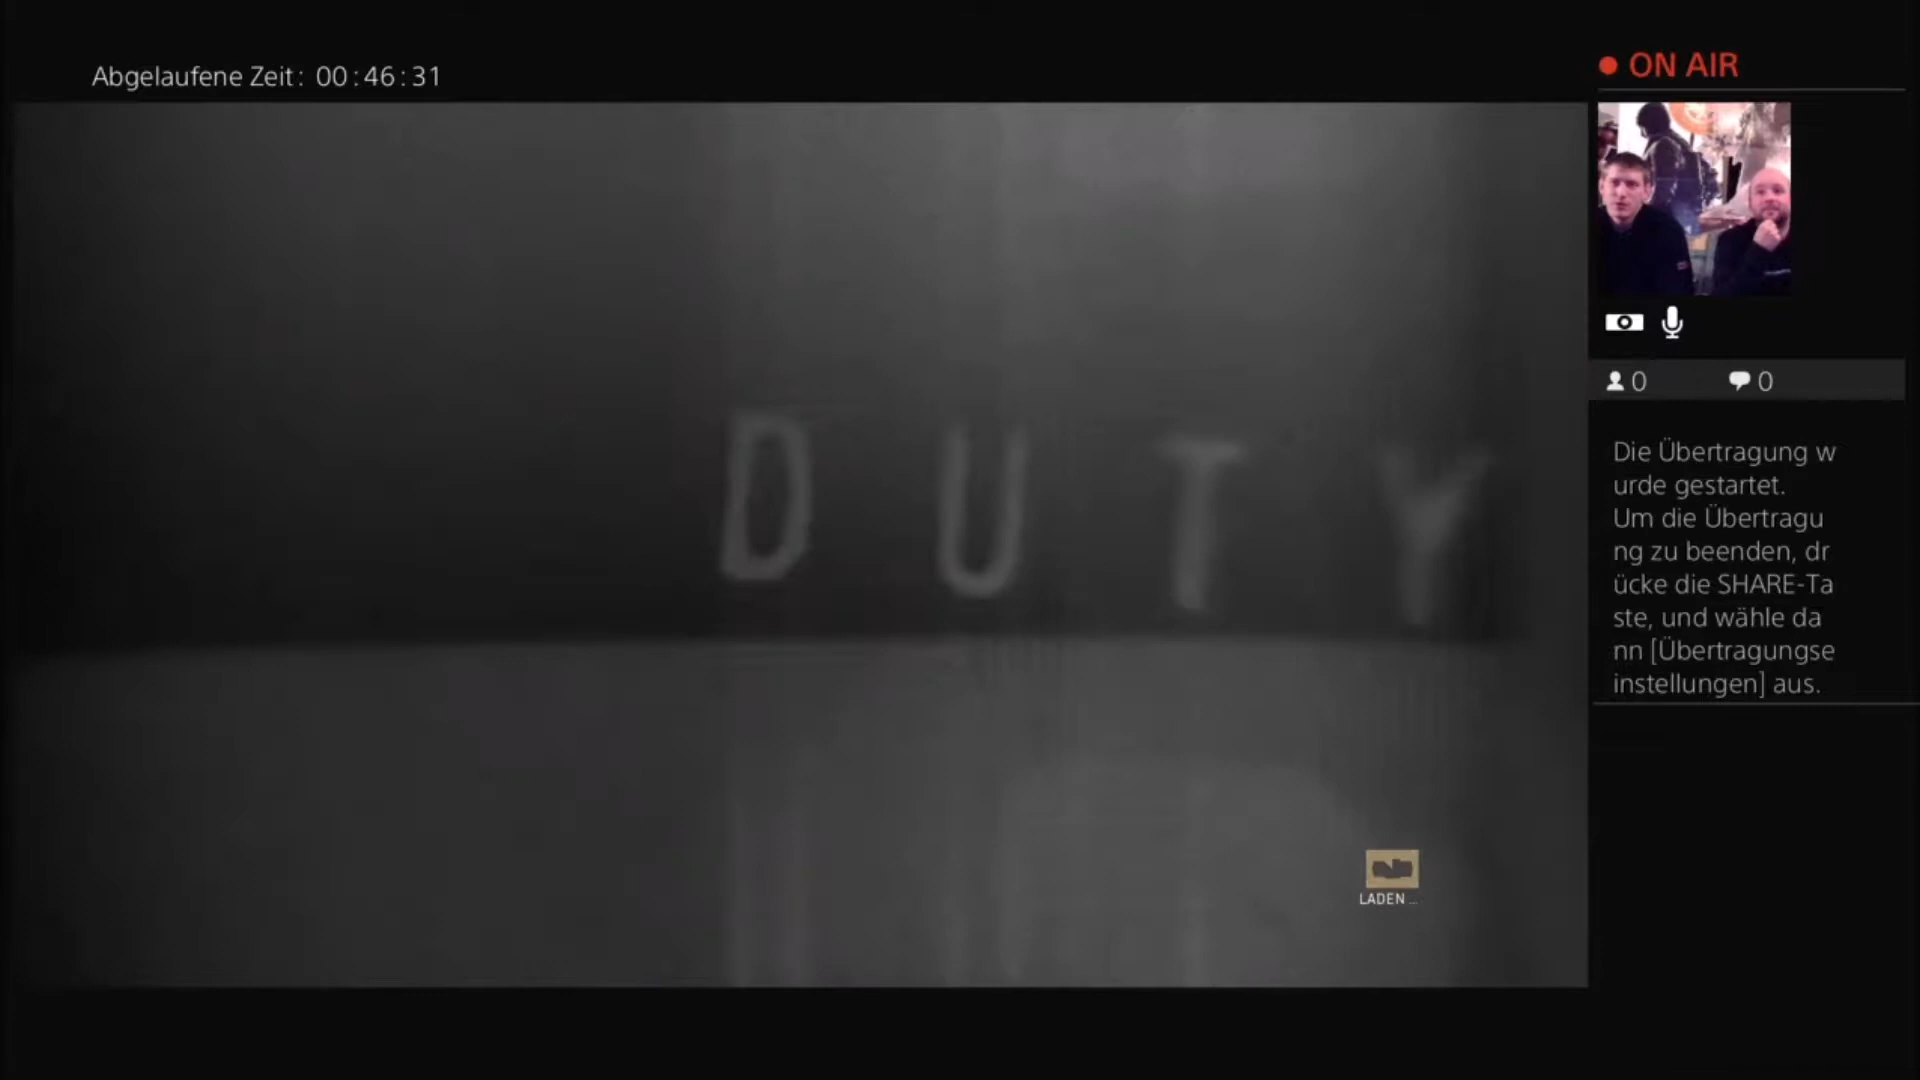 Abgelaufene Zeit: 00:46:31
ON AIR
0 0
Die Übertragung w
urde gestartet.
Um die Übertragu
ng zu beenden, dr
ücke die SHARE-Ta
ste, und wähle da
nn [Übertragungse
instellungen] aus.
DUTY
LADEN ...